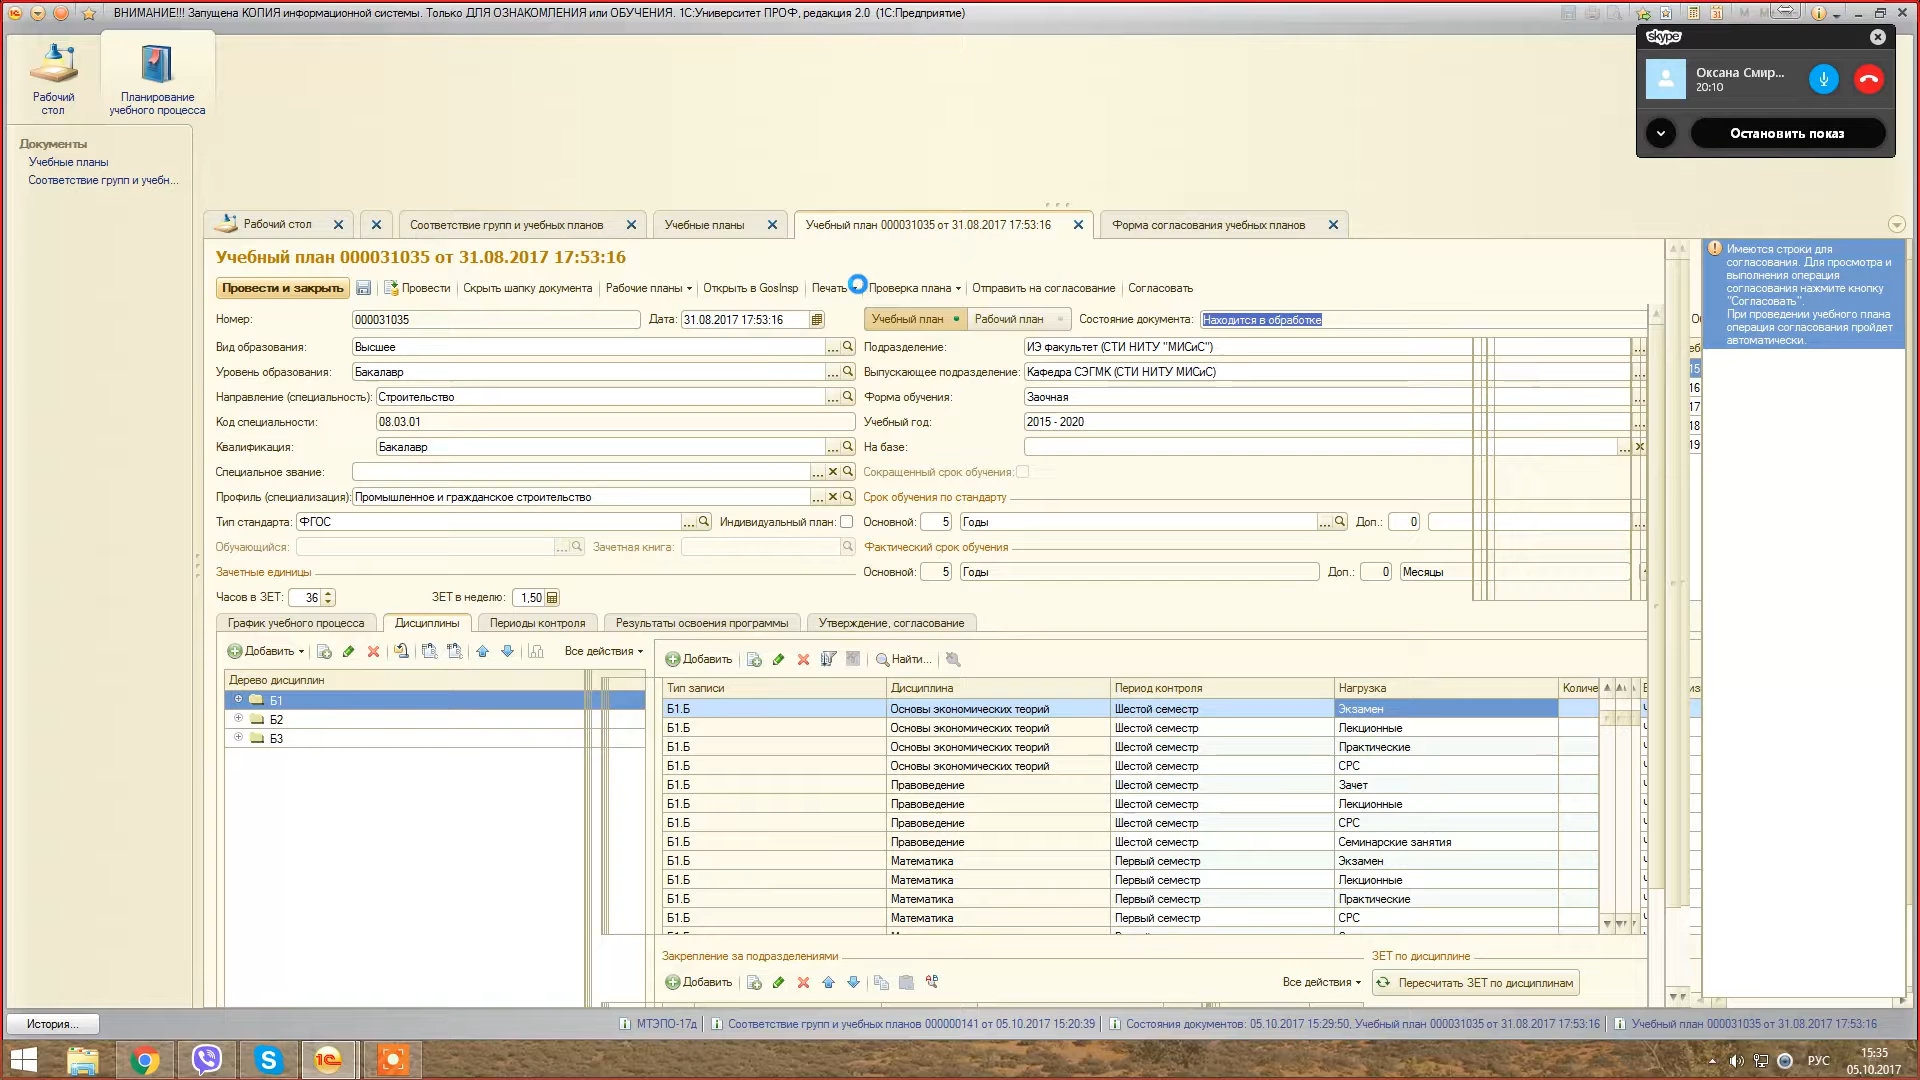 ВНИМАНИЕ!!! Запущена КОПИЯ информационной системы. Только ДЛЯ ОЗНАКОМЛЕНИЯ или ОБУЧЕНИЯ. 1С:Университет ПРОФ, редакция 2.0 (1С:Предприятие)
skype
Оксана Смир...
20:10
Остановить показ
Рабочий
стол
Планирование
учебного процесса
Документы
Учебные планы
Соответствие групп и учебн...
Рабочий стол
Соответствие групп и учебных планов
Учебные планы
Учебный план 000031035 от 31.08.2017 17:53:16
Форма согласования учебных планов
Учебный план 000031035 от 31.08.2017 17:53:16
Провести и закрыть Провести Скрыть шапку документа Рабочие планы Открыть в GosInsp Печать Проверка плана Отправить на согласование Согласовать
Имеются строки для
согласования. Для просмотра и
выполнения операция
согласования нажмите кнопку
"Согласовать".
При проведении учебного плана
операция согласования пройдет
автоматически.
Номер: 000031035 Дата: 31.08.2017 17:53:16 Учебный план Рабочий план Состояние документа: Находится в обработке
Вид образования: Высшее Подразделение: ИЭ факультет (СТИ НИТУ "МИСиС")
Уровень образования: Бакалавр Выпускающее подразделение: Кафедра СЭГМК (СТИ НИТУ МИСиС)
Направление (специальность): Строительство Форма обучения: Заочная
Код специальности: 08.03.01 Учебный год: 2015 - 2020
Квалификация: Бакалавр На базе:
Специальное звание: Сокращенный срок обучения:
Профиль (специализация): Промышленное и гражданское строительство Срок обучения по стандарту
Тип стандарта: ФГОС Индивидуальный план: Основной: 5 Годы Доп.: 0
Обучающийся: Зачетная книга: Фактический срок обучения
Зачетные единицы Основной: 5 Годы Доп.: 0 Месяцы
Часов в ЗЕТ: 36 ЗЕТ в неделю: 1,50
График учебного процесса Дисциплины Периоды контроля Результаты освоения программы Утверждение, согласование
Добавить Все действия
Дерево дисциплин
Б1
Б2
Б3
Добавить Найти...
Тип записи Дисциплина Период контроля Нагрузка Количе
Б1.Б Основы экономических теорий Шестой семестр Экзамен
Б1.Б Основы экономических теорий Шестой семестр Лекционные
Б1.Б Основы экономических теорий Шестой семестр Практические
Б1.Б Основы экономических теорий Шестой семестр СРС
Б1.Б Правоведение Шестой семестр Зачет
Б1.Б Правоведение Шестой семестр Лекционные
Б1.Б Правоведение Шестой семестр СРС
Б1.Б Правоведение Шестой семестр Семинарские занятия
Б1.Б Математика Первый семестр Экзамен
Б1.Б Математика Первый семестр Лекционные
Б1.Б Математика Первый семестр Практические
Б1.Б Математика Первый семестр СРС
15
16
17
18
19
Закрепление за подразделениями ЗЕТ по дисциплине
Добавить Все действия Пересчитать ЗЕТ по дисциплинам
История... МТЭПО-17д Соответствие групп и учебных планов 000000141 от 05.10.2017 15:20:39 Состояния документов: 05.10.2017 15:29:50, Учебный план 000031035 от 31.08.2017 17:53:16 Учебный план 000031035 от 31.08.2017 17:53:16
РУС
15:35
05.10.2017